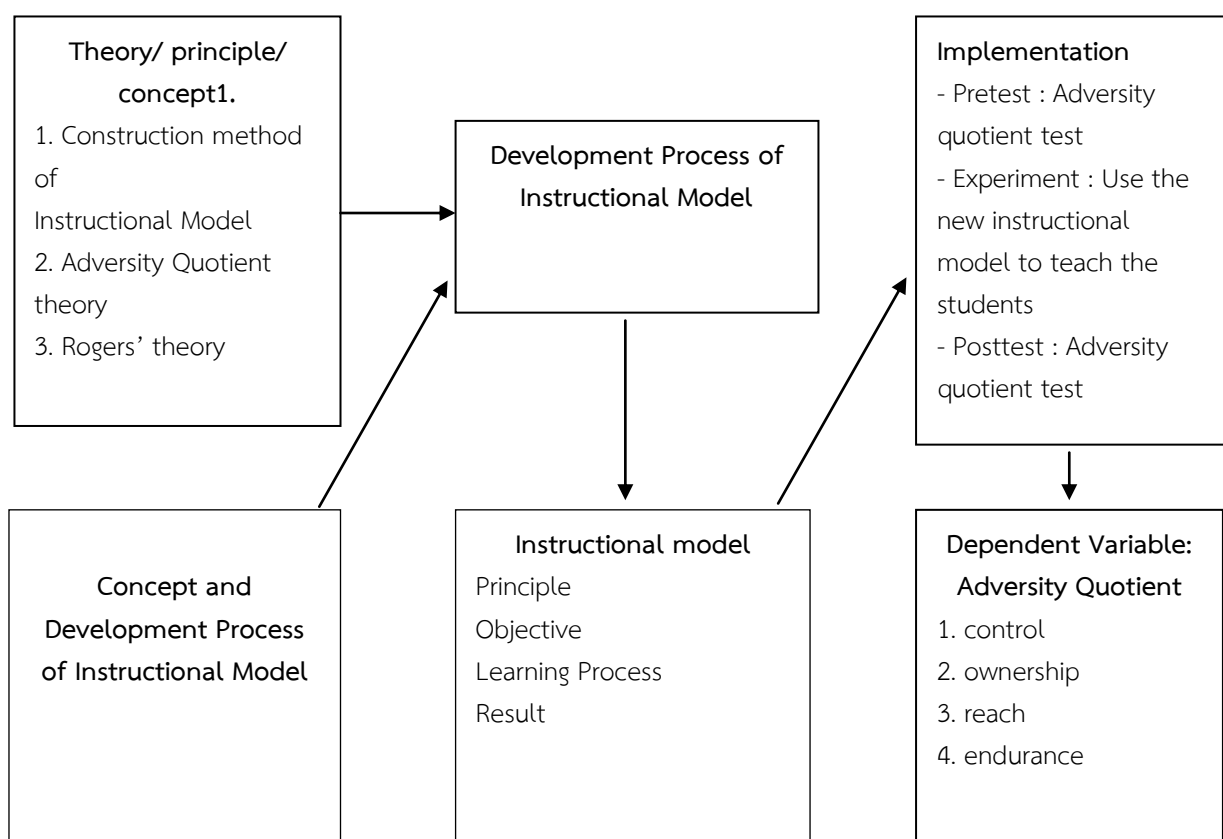 Theory/ principle/
concept1.
1. Construction method
of
Instructional Model
2. Adversity Quotient
theory
3. Rogers’ theory
Concept and
Development Process
of Instructional Model
Development Process of
Instructional Model
Instructional model
Principle
Objective
Learning Process
Result
Implementation
- Pretest : Adversity
quotient test
- Experiment : Use the
new instructional
model to teach the
students
- Posttest : Adversity
quotient test
Dependent Variable:
Adversity Quotient
1. control
2. ownership
3. reach
4. endurance